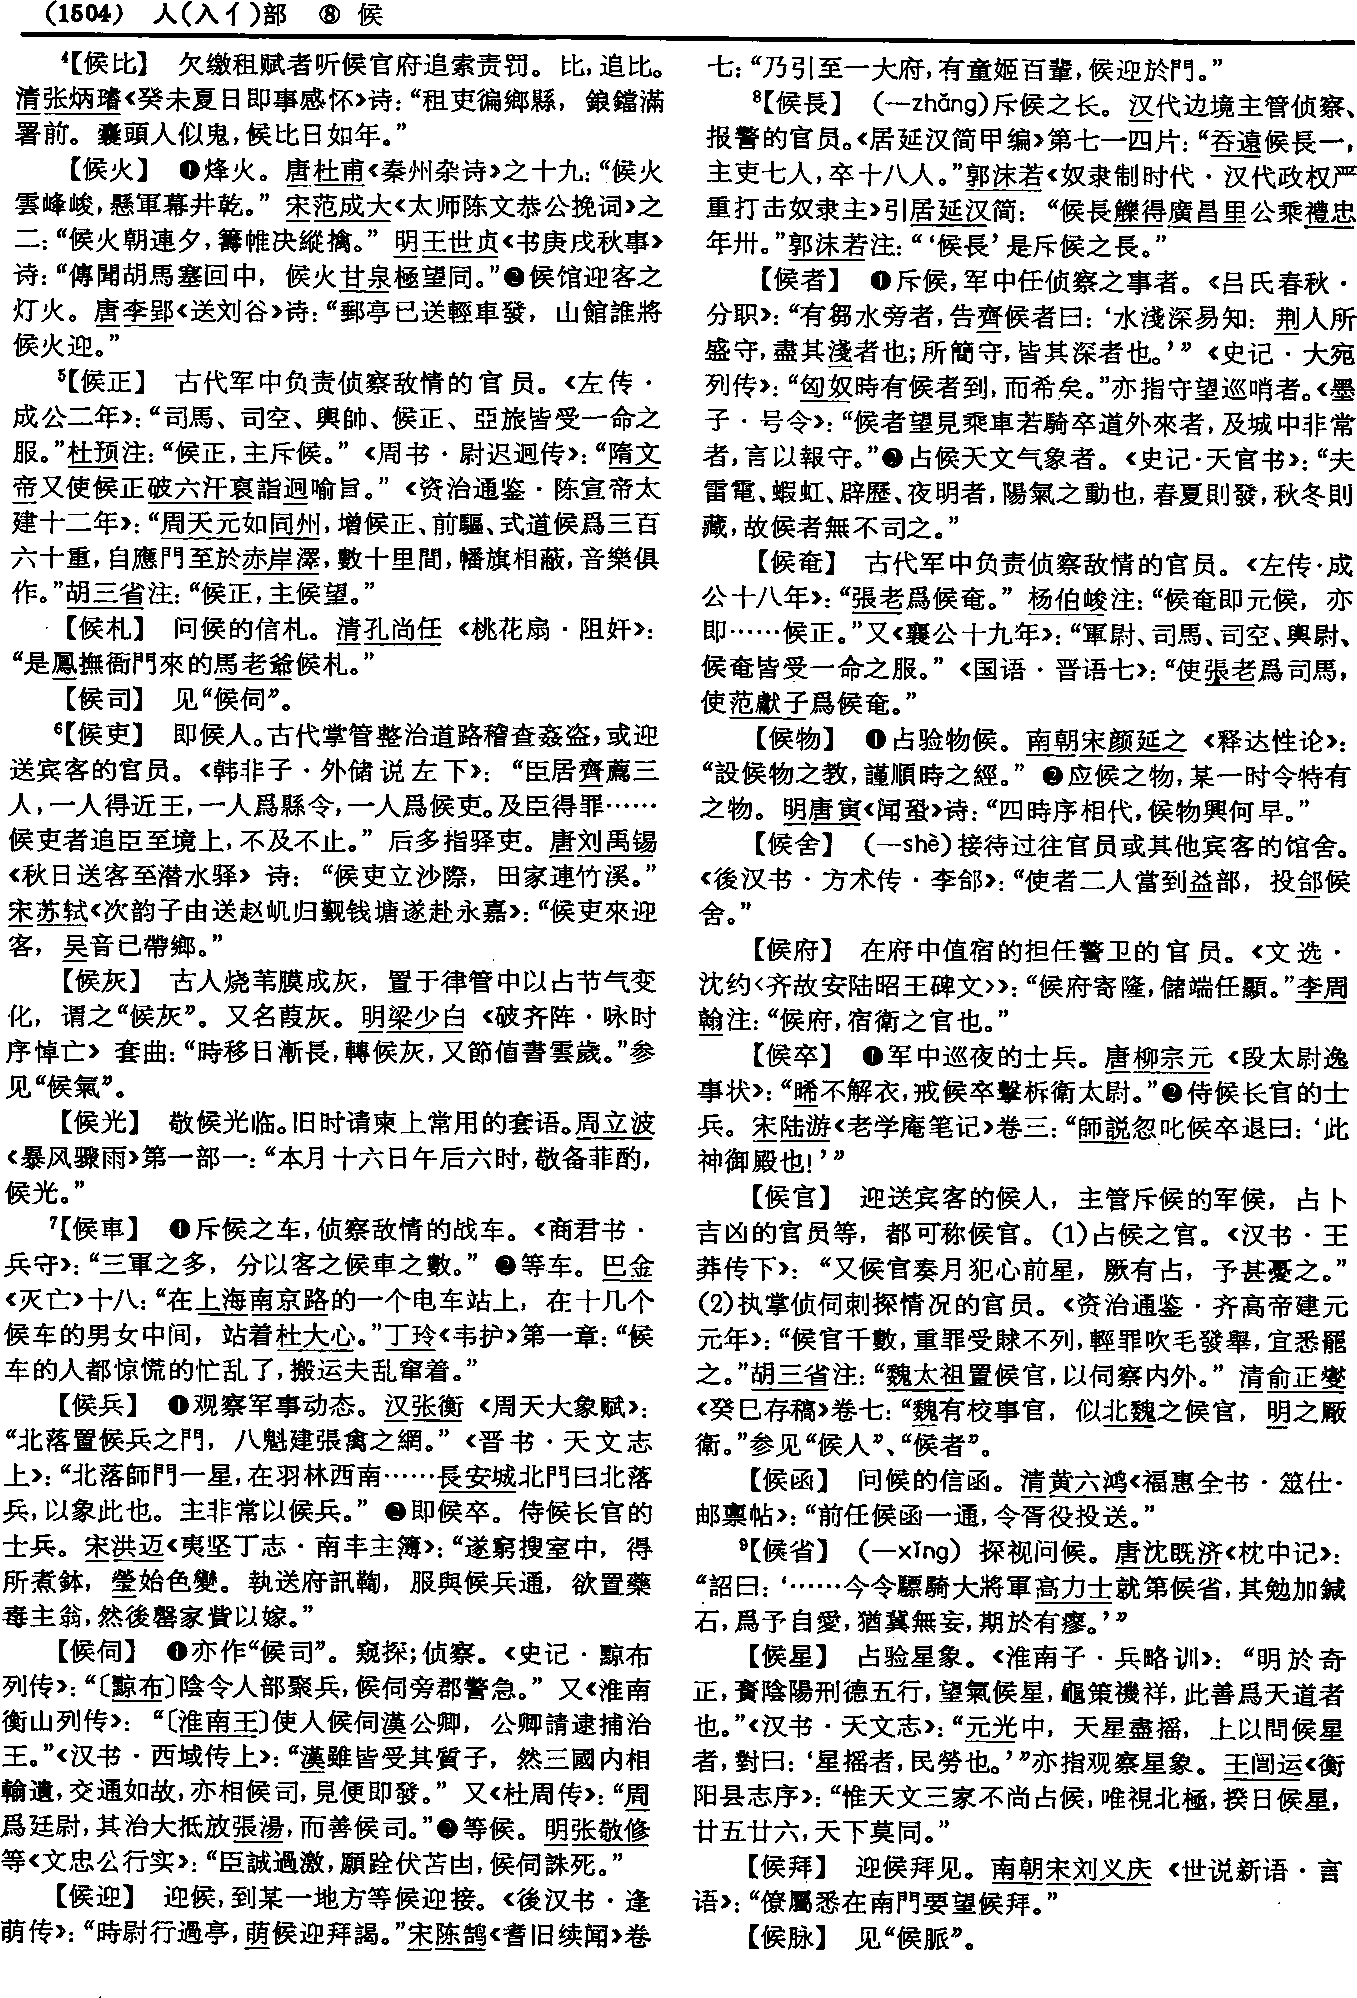 (1504) 人(入亻)部 ⑧ 候
⁴【候比】 欠缴租赋者听候官府追索责罚。比,追比。
清张炳璿《癸未夏日即事感怀》诗:“租吏徧鄉縣,鋃鐺滿
署前。囊頭人似鬼,候比日如年。”
【候火】 ❶烽火。唐杜甫《秦州杂诗》之十九:“候火
雲峰峻,懸軍幕井乾。” 宋范成大《太师陈文恭公挽词》之
二:“候火朝連夕,籌帷决縱擒。” 明王世贞《书庚戌秋事》
诗:“傳聞胡馬塞回中,候火甘泉極望同。”❷候馆迎客之
灯火。唐李郢《送刘谷》诗:“郵亭已送輕車發,山館誰將
候火迎。”
⁵【候正】 古代军中负责侦察敌情的官员。《左传·
成公二年》:“司馬、司空、輿帥、候正、亞旅皆受一命之
服。”杜预注:“候正,主斥候。” 《周书·尉迟迥传》:“隋文
帝又使候正破六汗裒詣迥喻旨。” 《资治通鉴·陈宣帝太
建十二年》:“周天元如同州,增候正、前驅、式道候爲三百
六十重,自應門至於赤岸澤,數十里間,幡旗相蔽,音樂俱
作。”胡三省注:“候正,主候望。”
【候札】 问候的信札。清孔尚任《桃花扇·阻奸》:
“是鳳撫衙門來的馬老爺候札。”
【候司】 见“候伺”。
⁶【候吏】 即候人。古代掌管整治道路稽查奸盗,或迎
送宾客的官员。《韩非子·外储说左下》:“臣居齊薦三
人,一人得近王,一人爲縣令,一人爲候吏。及臣得罪……
候吏者追臣至境上,不及不止。” 后多指驿吏。唐刘禹锡
《秋日送客至潜水驿》诗:“候吏立沙際,田家連竹溪。”
宋苏轼《次韵子由送赵㞦归觐钱塘遂赴永嘉》:“候吏來迎
客,吴音已帶鄉。”
【候灰】 古人烧苇膜成灰,置于律管中以占节气变
化,谓之“候灰”。又名葭灰。明梁少白《破齐阵·咏时
序悼亡》套曲:“時移日漸長,轉候灰,又節值書雲歲。”参
见“候氣”。
【候光】 敬候光临。旧时请柬上常用的套语。周立波
《暴风骤雨》第一部一:“本月十六日午后六时,敬备菲酌,
候光。”
⁷【候車】 ❶斥候之车,侦察敌情的战车。《商君书·
兵守》:“三軍之多,分以客之候車之數。” ❷等车。巴金
《灭亡》十八:“在上海南京路的一个电车站上,在十几个
候车的男女中间,站着杜大心。”丁玲《韦护》第一章:“候
车的人都惊慌的忙乱了,搬运夫乱窜着。”
【候兵】 ❶观察军事动态。汉张衡《周天大象赋》:
“北落置候兵之門,八魁建張禽之網。” 《晋书·天文志
上》:“北落師門一星,在羽林西南……長安城北門曰北落
兵,以象此也。主非常以候兵。” ❷即候卒。侍候长官的
士兵。宋洪迈《夷坚丁志·南丰主簿》:“遂窮搜室中,得
所煮鉢,瑩始色變。執送府訊鞫,服與候兵通,欲置藥
毒主翁,然後罄家貲以嫁。”
【候伺】 ❶亦作“候司”。窥探;侦察。《史记·黥布
列传》:“〔黥布〕陰令人部聚兵,候伺旁郡警急。” 又《淮南
衡山列传》:“〔淮南王〕使人候伺漢公卿,公卿請逮捕治
王。”《汉书·西域传上》:“漢雖皆受其質子,然三國内相
輸遺,交通如故,亦相候司,見便即發。” 又《杜周传》:“周
爲廷尉,其治大抵放張湯,而善候司。”❷等候。明张敬修
等《文忠公行实》:“臣誠過激,願跧伏苫甴,候伺誅死。”
【候迎】 迎候,到某一地方等候迎接。《後汉书·逢
萌传》:“時尉行過亭,萌候迎拜謁。”宋陈鹄《耆旧续闻》卷
七:“乃引至一大府,有童姬百輩,候迎於門。”
⁸【候長】 (一zhǎng)斥候之长。汉代边境主管侦察、
报警的官员。《居延汉简甲编》第七一四片:“吞遠候長一,
主吏七人,卒十八人。”郭沫若《奴隶制时代·汉代政权严
重打击奴隶主》引居延汉简:“候長觻得廣昌里公乘禮忠
年卅。”郭沫若注:“‘候長’是斥候之長。”
【候者】 ❶斥候,军中任侦察之事者。《吕氏春秋·
分职》:“有芻水旁者,告齊候者曰:‘水淺深易知:荆人所
盛守,盡其淺者也;所簡守,皆其深者也。’” 《史记·大宛
列传》:“匈奴時有候者到,而希矣。”亦指守望巡哨者。《墨
子·号令》:“候者望見乘車若騎卒道外來者,及城中非常
者,言以報守。”❷占候天文气象者。《史记·天官书》:“夫
雷電、蝦虹、辟歷、夜明者,陽氣之動也,春夏則發,秋冬則
藏,故候者無不司之。”
【候奄】 古代军中负责侦察敌情的官员。《左传·成
公十八年》:“張老爲候奄。” 杨伯峻注:“候奄即元候,亦
即……候正。”又《襄公十九年》:“軍尉、司馬、司空、輿尉、
候奄皆受一命之服。” 《国语·晋语七》:“使張老爲司馬,
使范獻子爲候奄。”
【候物】 ❶占验物候。南朝宋颜延之《释达性论》:
“設候物之教,謹順時之經。” ❷应候之物,某一时令特有
之物。明唐寅《闻蛩》诗:“四時序相代,候物興何早。”
【候舍】 (一shè)接待过往官员或其他宾客的馆舍。
《後汉书·方术传·李郃》:“使者二人當到益部,投郃候
舍。”
【候府】 在府中值宿的担任警卫的官员。《文选·
沈约〈齐故安陆昭王碑文〉》:“候府寄隆,儲端任顯。”李周
翰注:“候府,宿衛之官也。”
【候卒】 ❶军中巡夜的士兵。唐柳宗元《段太尉逸
事状》:“晞不解衣,戒候卒擊柝衛太尉。”❷侍候长官的士
兵。宋陆游《老学庵笔记》卷三:“師説忽叱候卒退曰:‘此
神御殿也!’”
【候官】 迎送宾客的候人,主管斥候的军候,占卜
吉凶的官员等,都可称候官。(1)占候之官。《汉书·王
莽传下》:“又候官奏月犯心前星,厥有占,予甚憂之。”
(2)执掌侦伺刺探情况的官员。《资治通鉴·齐高帝建元
元年》:“候官千數,重罪受賕不列,輕罪吹毛發舉,宜悉罷
之。”胡三省注:“魏太祖置候官,以伺察内外。” 清俞正燮
《癸巳存稿》卷七:“魏有校事官,似北魏之候官,明之厰
衛。”参见“候人”、“候者”。
【候函】 问候的信函。清黄六鸿《福惠全书·筮仕·
邮禀帖》:“前任候函一通,令胥役投送。”
⁹【候省】 (一xǐng) 探视问候。唐沈既济《枕中记》:
“詔曰:‘……今令驃騎大將軍高力士就第候省,其勉加鍼
石,爲予自愛,猶冀無妄,期於有瘳。’”
【候星】 占验星象。《淮南子·兵略训》:“明於奇
正,賌陰陽刑德五行,望氣候星,龜策禨祥,此善爲天道者
也。”《汉书·天文志》:“元光中,天星盡摇,上以問候星
者,對曰:‘星摇者,民勞也。’”亦指观察星象。王闿运《衡
阳县志序》:“惟天文三家不尚占候,唯視北極,揆日候星,
廿五廿六,天下莫同。”
【候拜】 迎候拜见。南朝宋刘义庆《世说新语·言
语》:“僚屬悉在南門要望候拜。”
【候脉】 见“候脈”。